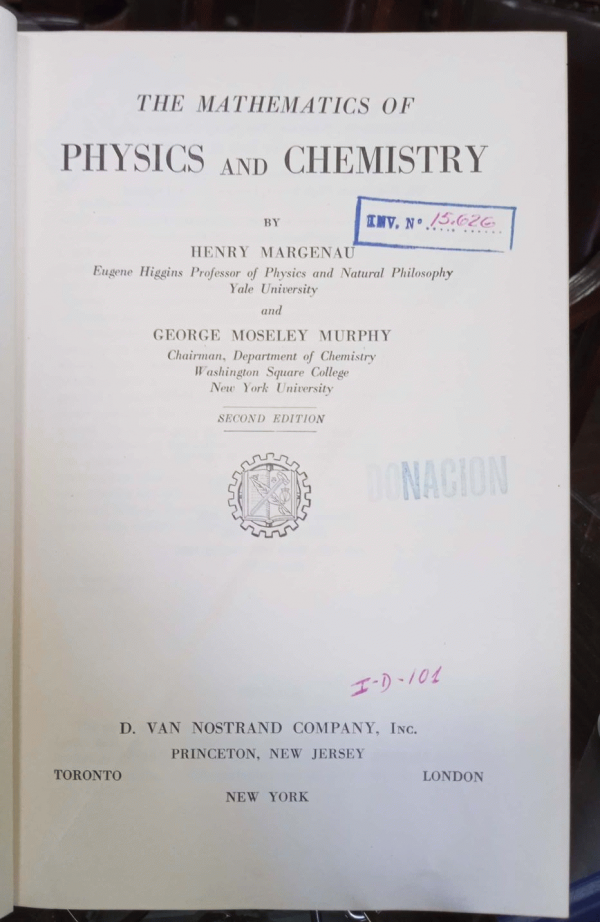 THE MATHEMATICS OF
PHYSICS AND CHEMISTRY
BY
INV. Nº 15.626
HENRY MARGENAU
Eugene Higgins Professor of Physics and Natural Philosophy
Yale University
and
GEORGE MOSELEY MURPHY
Chairman, Department of Chemistry
Washington Square College
New York University
SECOND EDITION
DONACION
I-D-101
D. VAN NOSTRAND COMPANY, INC.
PRINCETON, NEW JERSEY
TORONTO LONDON
NEW YORK